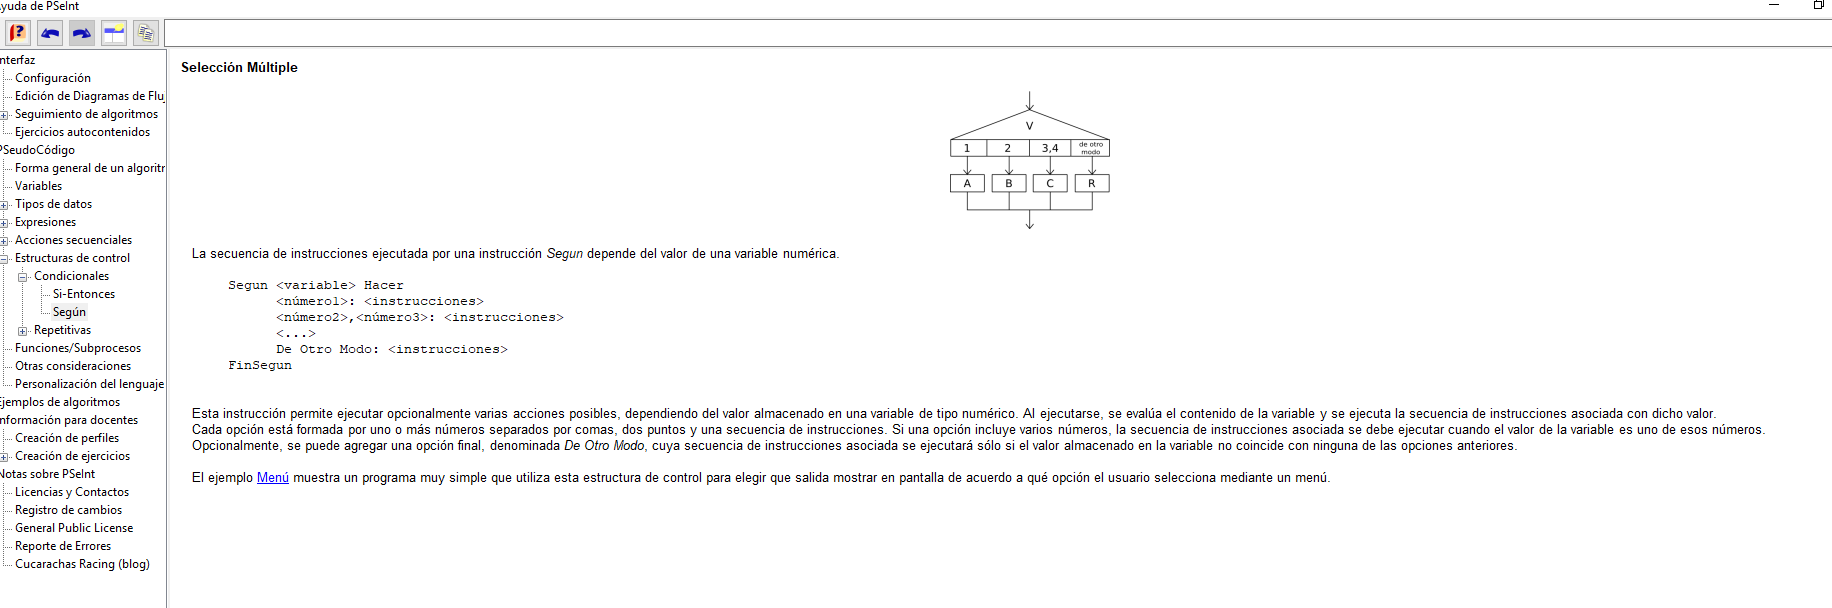 yuda de PSeInt
nterfaz
Configuración
Edición de Diagramas de Fluj
Seguimiento de algoritmos
Ejercicios autocontenidos
PSeudoCódigo
Forma general de un algoritm
Variables
Tipos de datos
Expresiones
Acciones secuenciales
Estructuras de control
Condicionales
Si-Entonces
Según
Repetitivas
Funciones/Subprocesos
Otras consideraciones
Personalización del lenguaje
Ejemplos de algoritmos
nformación para docentes
Creación de perfiles
Creación de ejercicios
Notas sobre PSeInt
Licencias y Contactos
Registro de cambios
General Public License
Reporte de Errores
Cucarachas Racing (blog)
Selección Múltiple
V
1 2 3,4 de otro modo
A B C R
La secuencia de instrucciones ejecutada por una instrucción Segun depende del valor de una variable numérica.
Segun <variable> Hacer
<número1>: <instrucciones>
<número2>,<número3>: <instrucciones>
<...>
De Otro Modo: <instrucciones>
FinSegun
Esta instrucción permite ejecutar opcionalmente varias acciones posibles, dependiendo del valor almacenado en una variable de tipo numérico. Al ejecutarse, se evalúa el contenido de la variable y se ejecuta la secuencia de instrucciones asociada con dicho valor.
Cada opción está formada por uno o más números separados por comas, dos puntos y una secuencia de instrucciones. Si una opción incluye varios números, la secuencia de instrucciones asociada se debe ejecutar cuando el valor de la variable es uno de esos números.
Opcionalmente, se puede agregar una opción final, denominada De Otro Modo, cuya secuencia de instrucciones asociada se ejecutará sólo si el valor almacenado en la variable no coincide con ninguna de las opciones anteriores.
El ejemplo Menú muestra un programa muy simple que utiliza esta estructura de control para elegir que salida mostrar en pantalla de acuerdo a qué opción el usuario selecciona mediante un menú.